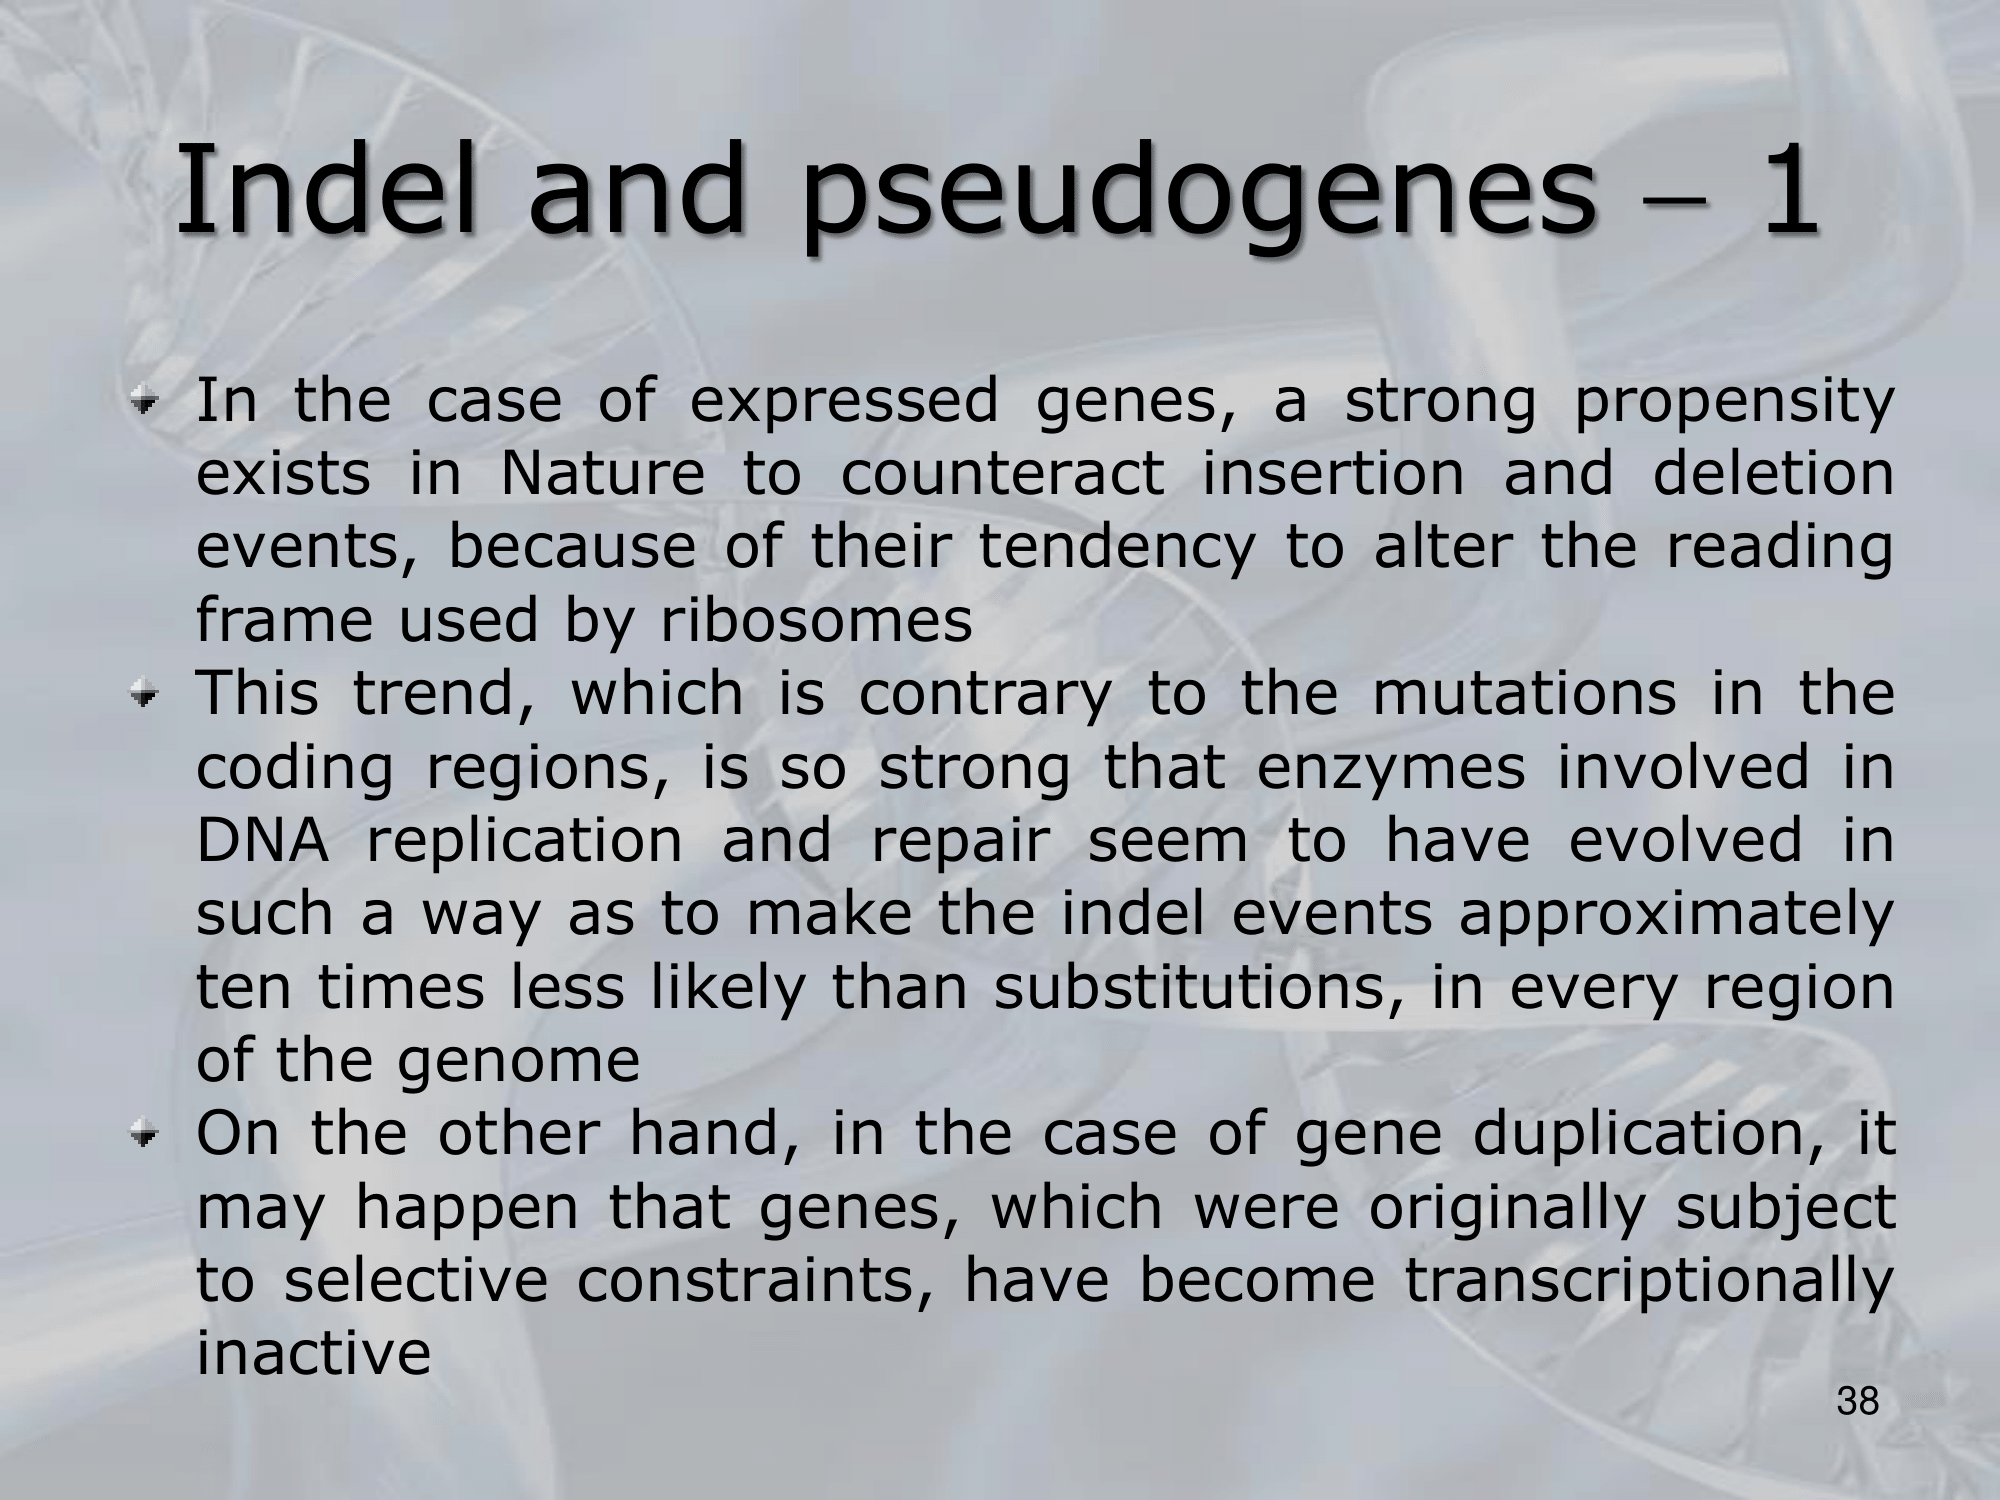 Indel and pseudogenes – 1
In the case of expressed genes, a strong propensity
exists in Nature to counteract insertion and deletion
events, because of their tendency to alter the reading
frame used by ribosomes
This trend, which is contrary to the mutations in the
coding regions, is so strong that enzymes involved in
DNA replication and repair seem to have evolved in
such a way as to make the indel events approximately
ten times less likely than substitutions, in every region
of the genome
On the other hand, in the case of gene duplication, it
may happen that genes, which were originally subject
to selective constraints, have become transcriptionally
inactive
38